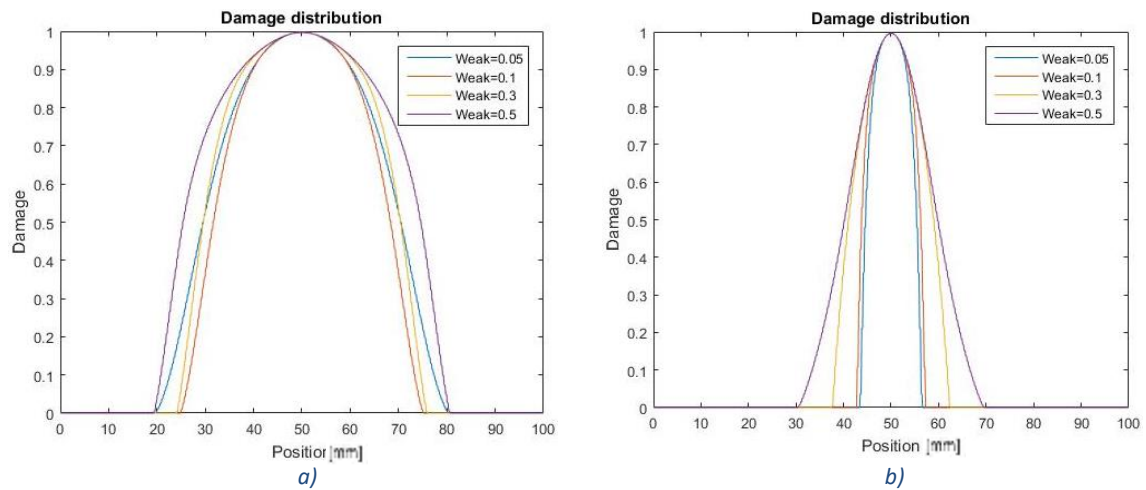 Damage distribution
1
0.9
0.8
0.7
0.6
0.5
0.4
0.3
0.2
0.1
0
Damage
0 10 20 30 40 50 60 70 80 90 100
Position [mm]
Weak=0.05
Weak=0.1
Weak=0.3
Weak=0.5
a)
Damage distribution
1
0.9
0.8
0.7
0.6
0.5
0.4
0.3
0.2
0.1
0
Damage
0 10 20 30 40 50 60 70 80 90 100
Position [mm]
Weak=0.05
Weak=0.1
Weak=0.3
Weak=0.5
b)